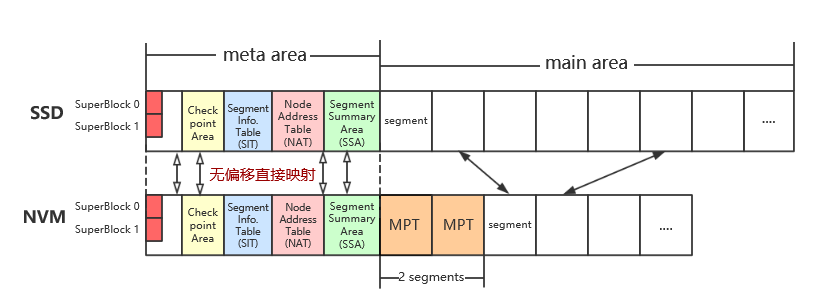 meta area
main area
SSD
SuperBlock 0
SuperBlock 1
Check
point
Area
Segment
Info.
Table
(SIT)
Node
Address
Table
(NAT)
Segment
Summary
Area
(SSA)
segment
....
无偏移直接映射
NVM
SuperBlock 0
SuperBlock 1
Check
point
Area
Segment
Info.
Table
(SIT)
Node
Address
Table
(NAT)
Segment
Summary
Area
(SSA)
MPT
MPT
segment
....
2 segments